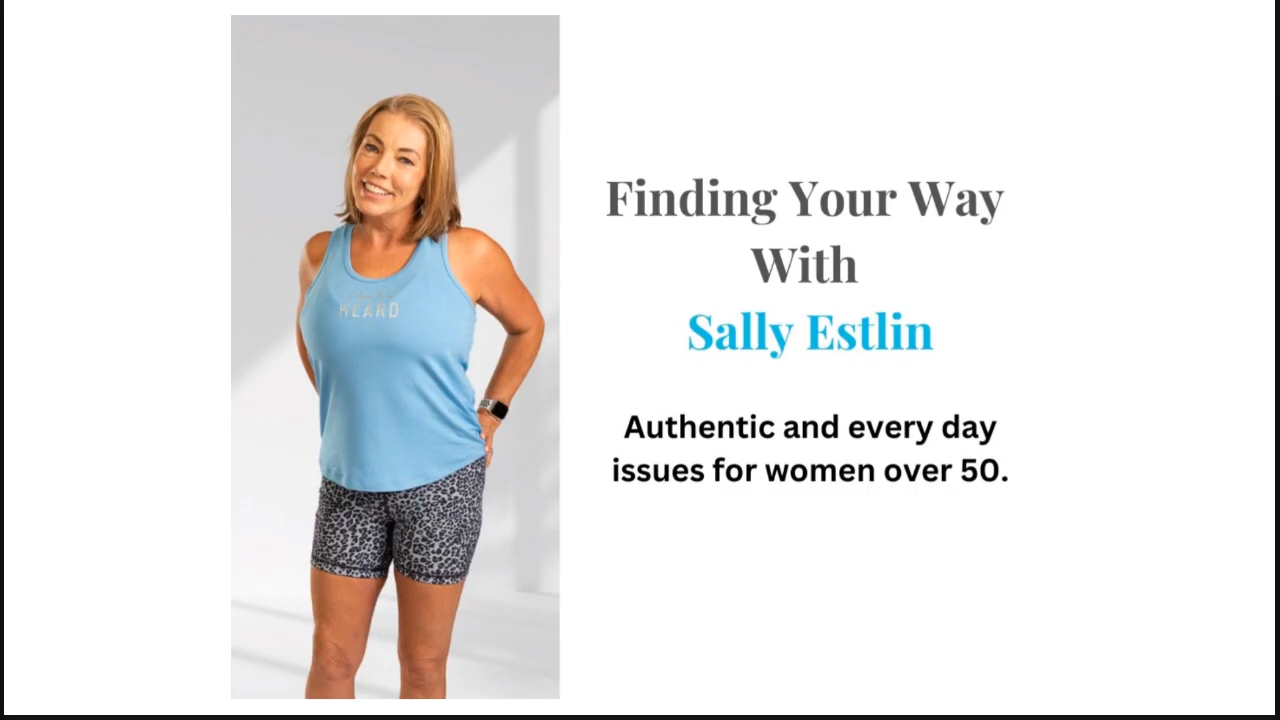 HEARD
Finding Your Way
With
Sally Estlin
Authentic and every day
issues for women over 50.